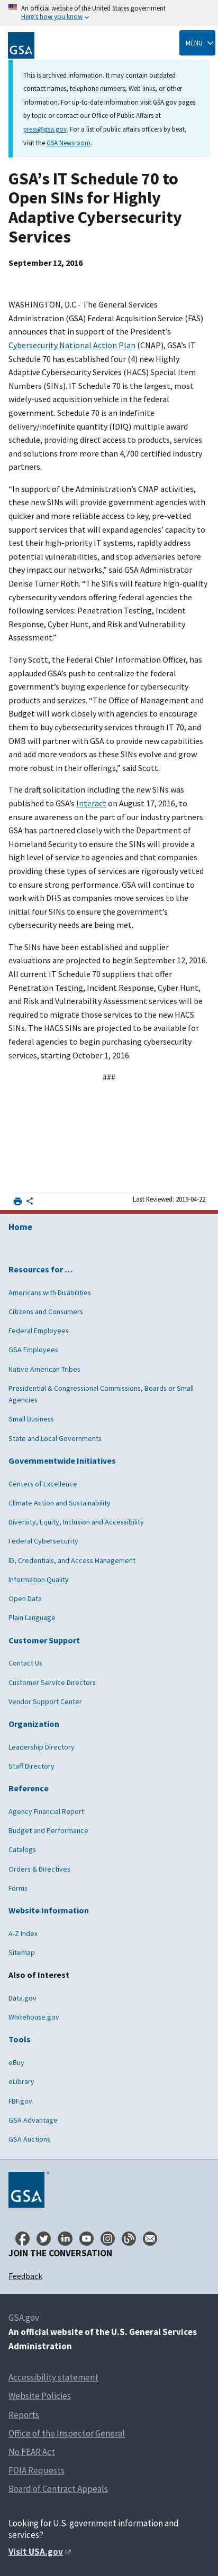 An official website of the United States government
Here's how you know
GSA
MENU
This is archived information. It may contain outdated
contact names, telephone numbers, Web links, or other
information. For up-to-date information visit GSA.gov pages
by topic or contact our Office of Public Affairs at
press@gsa.gov. For a list of public affairs officers by beat,
visit the GSA Newsroom.
GSA’s IT Schedule 70 to
Open SINs for Highly
Adaptive Cybersecurity
Services
September 12, 2016
WASHINGTON, D.C - The General Services
Administration (GSA) Federal Acquisition Service (FAS)
announces that in support of the President’s
Cybersecurity National Action Plan (CNAP), GSA’s IT
Schedule 70 has established four (4) new Highly
Adaptive Cybersecurity Services (HACS) Special Item
Numbers (SINs). IT Schedule 70 is the largest, most
widely-used acquisition vehicle in the federal
government. Schedule 70 is an indefinite
delivery/indefinite quantity (IDIQ) multiple award
schedule, providing direct access to products, services
and solutions from more than 4,700 certified industry
partners.
“In support of the Administration’s CNAP activities,
these new SINs will provide government organizations
with quicker and more reliable access to key, pre-vetted
support services that will expand agencies’ capacity to
test their high-priority IT systems, rapidly address
potential vulnerabilities, and stop adversaries before
they impact our networks,” said GSA Administrator
Denise Turner Roth. “The SINs will feature high-quality
cybersecurity vendors offering the following services:
Penetration Testing, Incident Response, Cyber Hunt,
and Risk and Vulnerability Assessment.”
Tony Scott, the Federal Chief Information Officer, has
applauded GSA’s push to centralize the federal
government’s buying experience for cybersecurity
products and services. “The Office of Management and
Budget will work closely with agencies to encourage
them to buy cybersecurity services through IT 70, and
OMB will partner with GSA to provide new and more
robust offerings,” said Scott.
The draft solicitation announcing the new SINs was
posted to GSA’s Interact on August 17, 2016, to create
more awareness on the part of our industry partners.
GSA has partnered closely with the Department of
Homeland Security to ensure the SINs will provide a
high level of service to government agencies, and that
these types of services are rigorously vetted before
industry can provide the service. GSA will continue to
work closely with DHS and OMB on the establishment of
this initial set of SINs to ensure the government’s
cybersecurity needs are being met.
The SINs have been established and supplier
evaluations are planned to begin September 12, 2016.
All current IT Schedule 70 suppliers that offer
Penetration Testing, Incident Response, Cyber Hunt,
and Risk and Vulnerability Assessment services will be
required to migrate their services to the new HACS
SINs. The HACS SINs are projected to be available to
federal agencies to begin purchasing cybersecurity
services, starting October 1, 2016.
###
Last Reviewed: 2019-04-22
Home
Resources for …
Americans with Disabilities
Citizens and Consumers
Federal Employees
GSA Employees
Native American Tribes
Presidential & Congressional Commissions, Boards or Small
Agencies
Small Business
State and Local Governments
Governmentwide Initiatives
Centers of Excellence
Climate Action and Sustainability
Diversity, Equity, Inclusion and Accessibility
Federal Cybersecurity
ID, Credentials, and Access Management
Information Quality
Open Data
Plain Language
Customer Support
Contact Us
Customer Service Directors
Vendor Support Center
Organization
Leadership Directory
Staff Directory
Reference
Agency Financial Report
Budget and Performance
Catalogs
Orders & Directives
Forms
Website Information
A-Z Index
Sitemap
Also of Interest
Data.gov
Whitehouse.gov
Tools
eBuy
eLibrary
FBF.gov
GSA Advantage
GSA Auctions
GSA
JOIN THE CONVERSATION
Feedback
GSA.gov
An official website of the U.S. General Services
Administration
Accessibility statement
Website Policies
Reports
Office of the Inspector General
No FEAR Act
FOIA Requests
Board of Contract Appeals
Looking for U.S. government information and
services?
Visit USA.gov